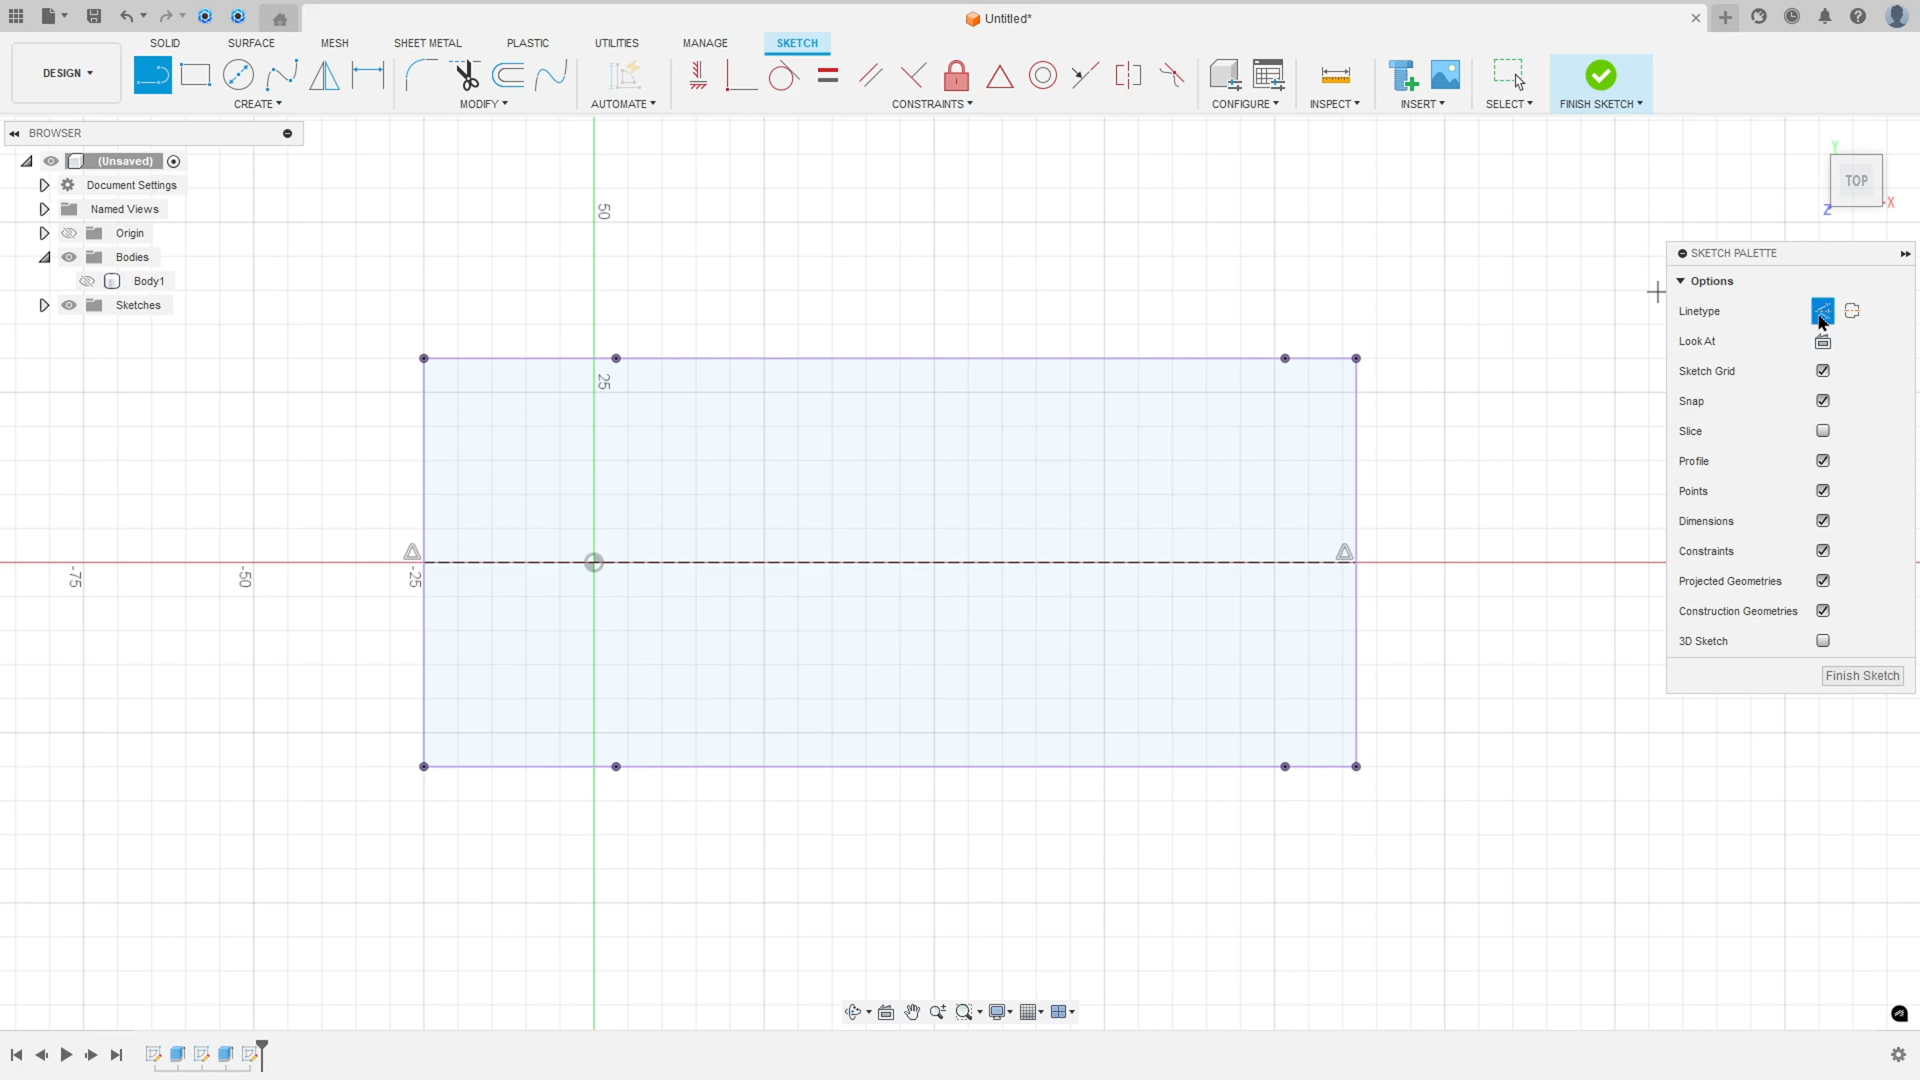 Untitled*
SOLID
SURFACE
MESH
SHEET METAL
PLASTIC
UTILITIES
MANAGE
SKETCH
DESIGN
CREATE
MODIFY
AUTOMATE
CONSTRAINTS
CONFIGURE
INSPECT
INSERT
SELECT
FINISH SKETCH
BROWSER
(Unsaved)
Document Settings
Named Views
Origin
Bodies
Body1
Sketches
50
25
-75
-50
-25
Y
TOP
Z
X
SKETCH PALETTE
Options
Linetype
Look At
Sketch Grid
Snap
Slice
Profile
Points
Dimensions
Constraints
Projected Geometries
Construction Geometries
3D Sketch
Finish Sketch